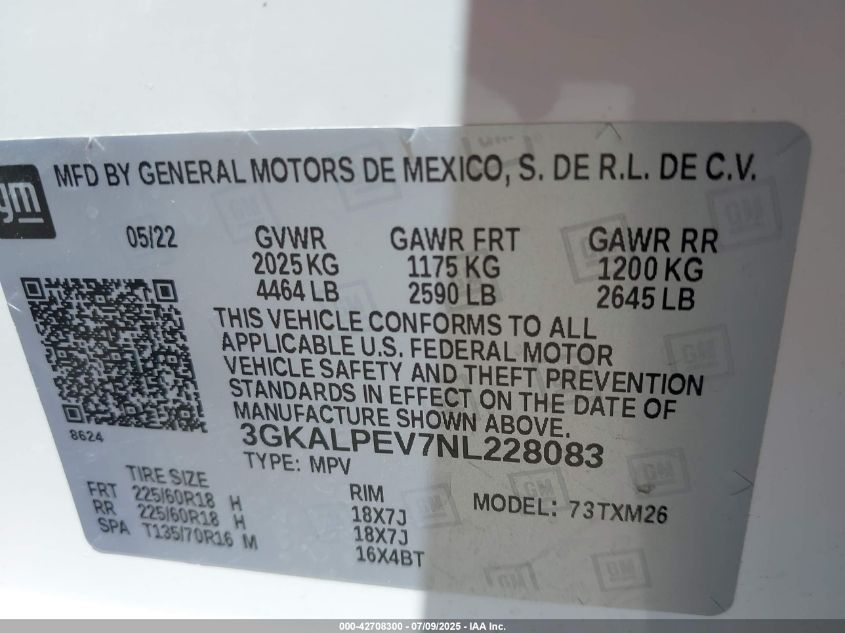 gm
MFD BY GENERAL MOTORS DE MEXICO, S. DE R.L. DE C.V.
05/22 GVWR GAWR FRT GAWR RR
2025 KG 1175 KG 1200 KG
4464 LB 2590 LB 2645 LB
THIS VEHICLE CONFORMS TO ALL
APPLICABLE U.S. FEDERAL MOTOR
VEHICLE SAFETY AND THEFT PREVENTION
STANDARDS IN EFFECT ON THE DATE OF
MANUFACTURE SHOWN ABOVE.
8624
3GKALPEV7NL228083
TYPE: MPV
TIRE SIZE RIM MODEL: 73TXM26
FRT 225/60R18 H 18X7J
RR 225/60R18 H 18X7J
SPA T135/70R16 M 16X4BT
000-42708300 - 07/09/2025 - IAA Inc.